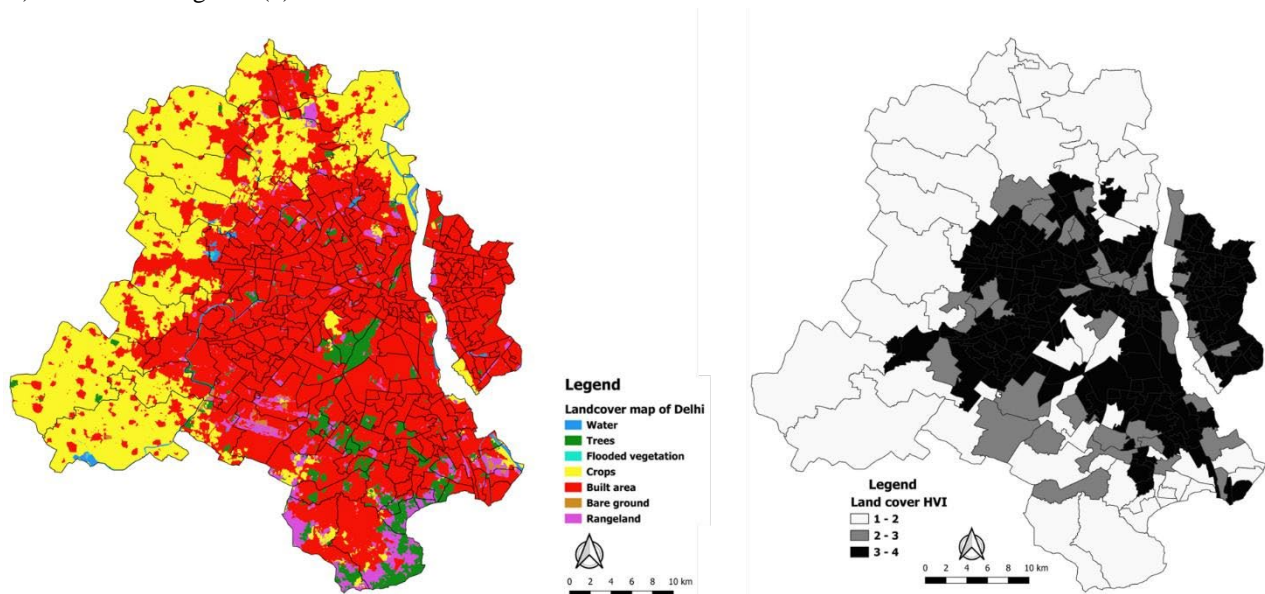 Legend
Landcover map of Delhi
Water
Trees
Flooded vegetation
Crops
Built area
Bare ground
Rangeland
0 2 4 6 8 10 km
Legend
Land cover HVI
1 - 2
2 - 3
3 - 4
0 2 4 6 8 10 km